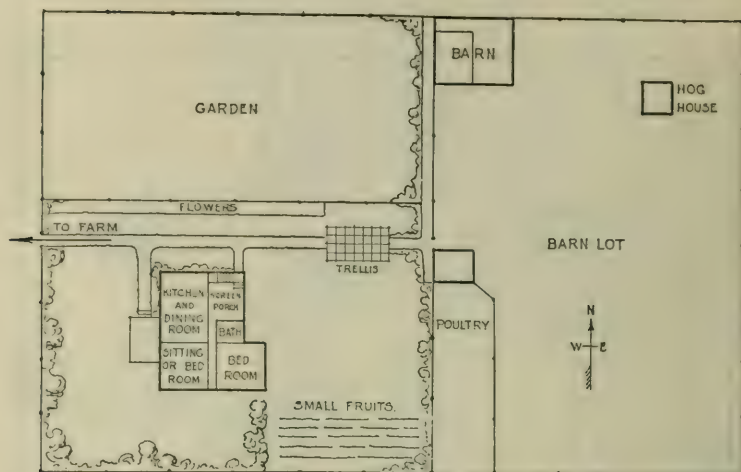 BARN
HOG
HOUSE
GARDEN
FLOWERS
TO FARM
TRELLIS
BARN LOT
KITCHEN
AND
DINING
ROOM
SCREEN
PORCH
BATH
SITTING
OR BED
ROOM
BED
ROOM
POULTRY
N
W E
SMALL FRUITS.